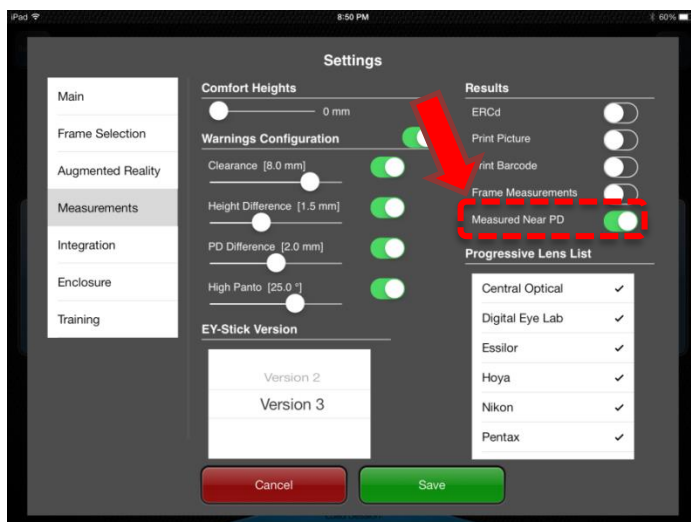 iPad 8:50 PM 60%
Settings
Main
Frame Selection
Augmented Reality
Measurements
Integration
Enclosure
Training
Comfort Heights
0 mm
Warnings Configuration
Clearance [8.0 mm]
Height Difference [1.5 mm]
PD Difference [2.0 mm]
High Panto [25.0 °]
EY-Stick Version
Version 2
Version 3
Results
ERCd
Print Picture
Print Barcode
Frame Measurements
Measured Near PD
Progressive Lens List
Central Optical
Digital Eye Lab
Essilor
Hoya
Nikon
Pentax
Cancel
Save